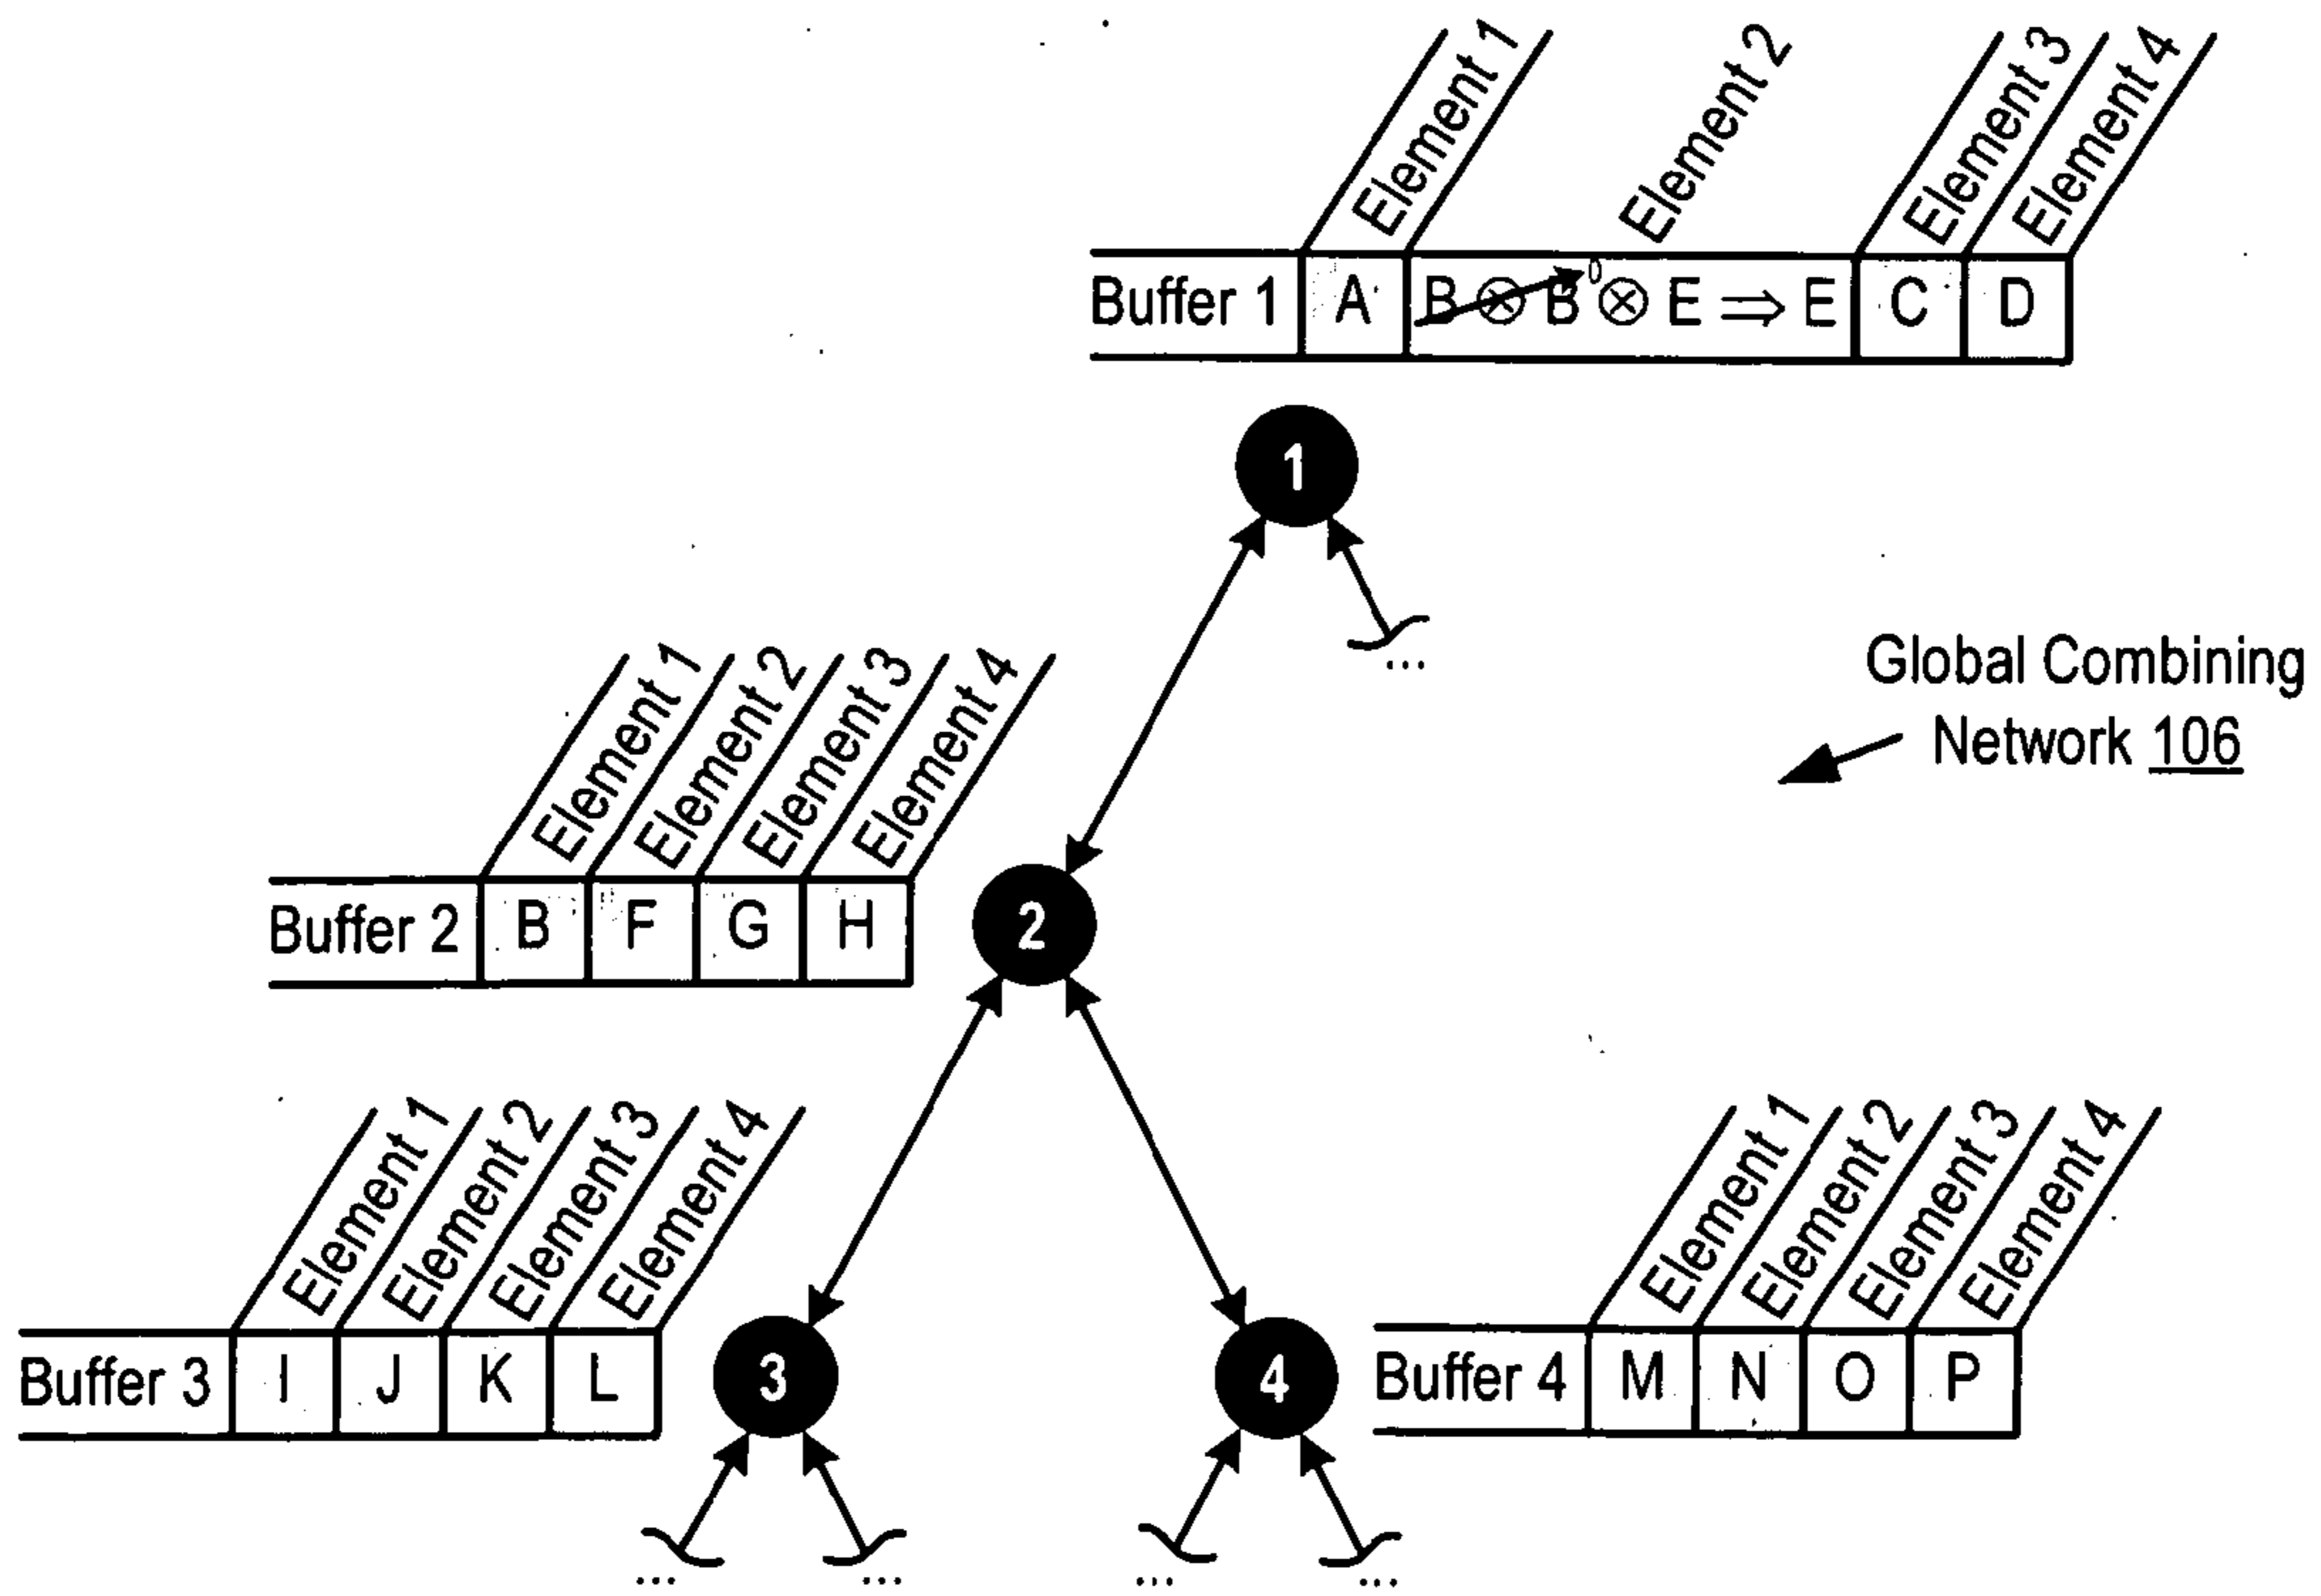 Element 1
Element 2
Element 3
Element 4
Buffer 1 A B ⊗ B ⊗ E ⇒ E C D
0
1
...
Global Combining
Network 106
Element 1
Element 2
Element 3
Element 4
Buffer 2 B F G H
2
Element 1
Element 2
Element 3
Element 4
Buffer 3 I J K L
3
4
Element 1
Element 2
Element 3
Element 4
Buffer 4 M N O P
... ... ... ...